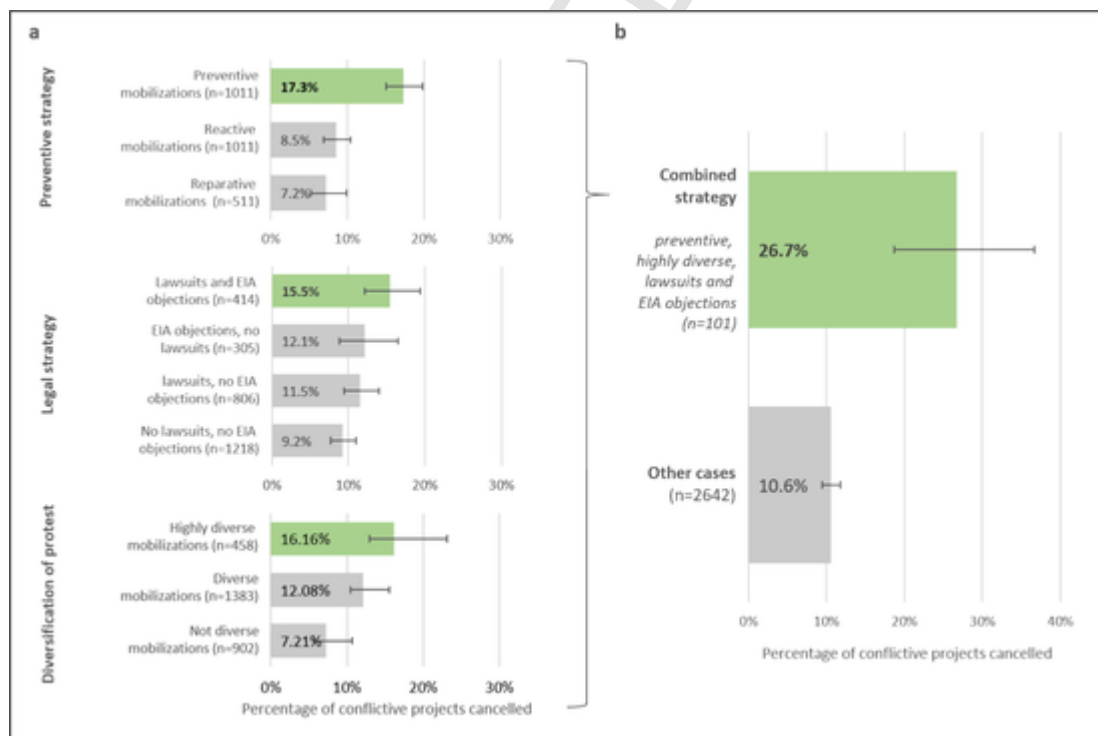 a
Preventive strategy
Preventive
mobilizations (n=1011)
17.3%
Reactive
mobilizations (n=1011)
8.5%
Reparative
mobilizations (n=511)
7.2%
0% 10% 20% 30%
Legal strategy
Lawsuits and EIA
objections (n=414)
15.5%
EIA objections, no
lawsuits (n=305)
12.1%
lawsuits, no EIA
objections (n=806)
11.5%
No lawsuits, no EIA
objections (n=1218)
9.2%
0% 10% 20% 30%
Diversification of protest
Highly diverse
mobilizations (n=458)
16.16%
Diverse
mobilizations (n=1383)
12.08%
Not diverse
mobilizations (n=902)
7.21%
0% 10% 20% 30%
Percentage of conflictive projects cancelled
b
Combined
strategy
preventive,
highly diverse,
lawsuits and
EIA objections
(n=101)
26.7%
Other cases
(n=2642)
10.6%
0% 10% 20% 30% 40%
Percentage of conflictive projects cancelled